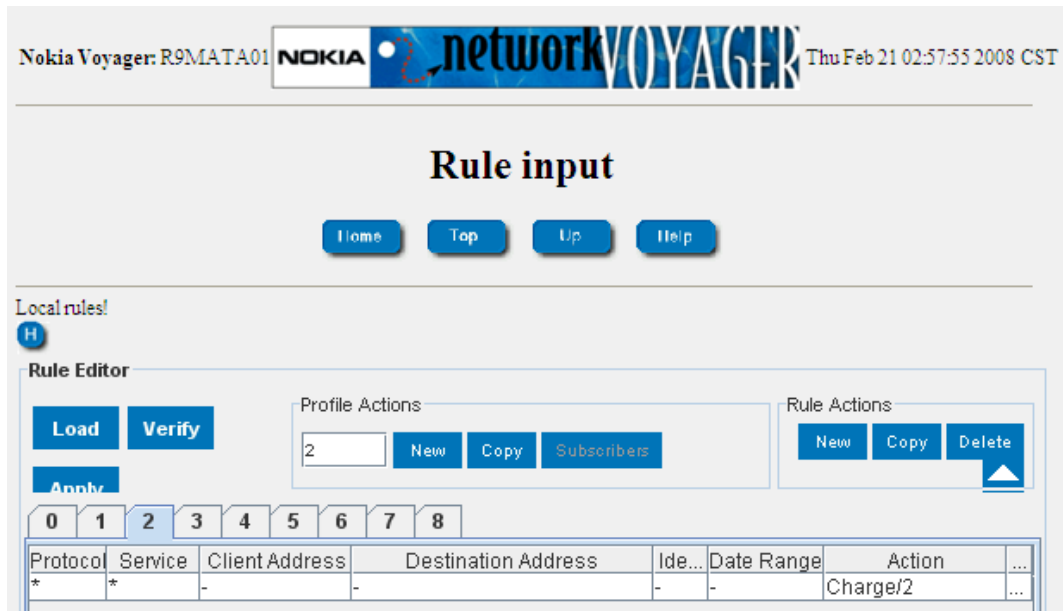 Nokia Voyager: R9MATA01 NOKIA network VOYAGER Thu Feb 21 02:57:55 2008 CST
Rule input
Home Top Up Help
Local rules!
H
Rule Editor
Profile Actions Rule Actions
Load Verify 2 New Copy Subscribers New Copy Delete
Apply
0 1 2 3 4 5 6 7 8
Protocol Service Client Address Destination Address Ide... Date Range Action ...
* * - - - - Charge/2 ...